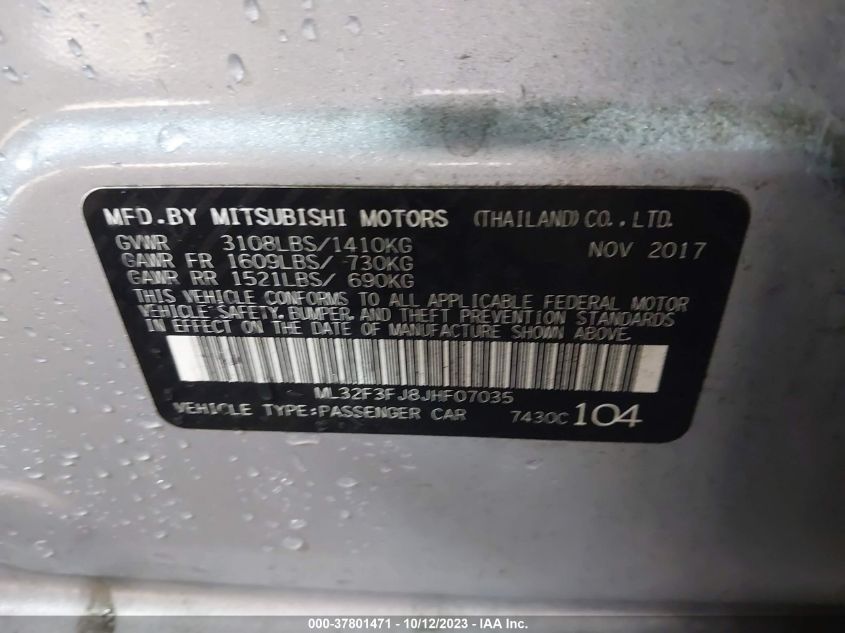 MFD.BY MITSUBISHI MOTORS (THAILAND) CO.,LTD.
GVWR 3108LBS/1410KG NOV 2017
GAWR FR 1609LBS/ 730KG
GAWR RR 1521LBS/ 690KG
THIS VEHICLE CONFORMS TO ALL APPLICABLE FEDERAL MOTOR
VEHICLE SAFETY, BUMPER, AND THEFT PREVENTION STANDARDS
IN EFFECT ON THE DATE OF MANUFACTURE SHOWN ABOVE.
ML32F3FJ8JHF07035
VEHICLE TYPE:PASSENGER CAR 7430C 104
000-37801471 - 10/12/2023 - IAA Inc.